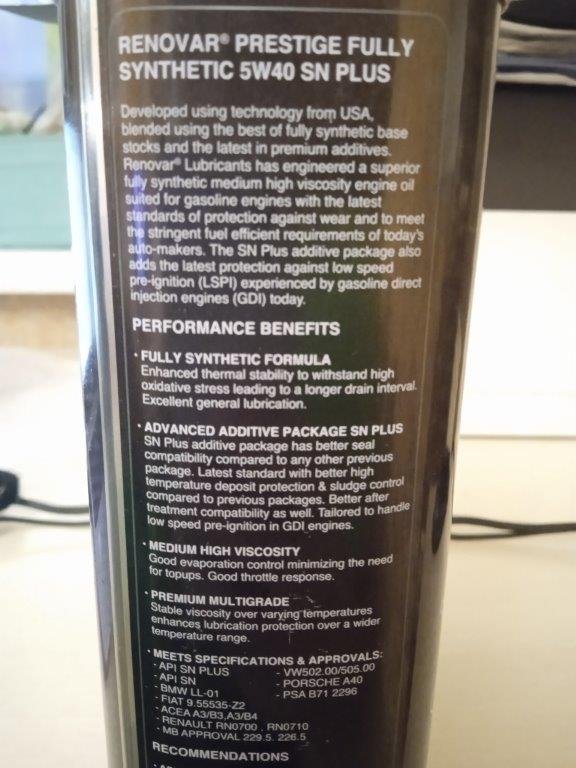 RENOVAR® PRESTIGE FULLY
SYNTHETIC 5W40 SN PLUS
Developed using technology from USA,
blended using the best of fully synthetic base
stocks and the latest in premium additives.
Renovar® Lubricants has engineered a superior
fully synthetic medium high viscosity engine oil
suited for gasoline engines with the latest
standards of protection against wear and to meet
the stringent fuel efficient requirements of today's
auto-makers. The SN Plus additive package also
adds the latest protection against low speed
pre-ignition (LSPI) experienced by gasoline direct
injection engines (GDI) today.
PERFORMANCE BENEFITS
· FULLY SYNTHETIC FORMULA
Enhanced thermal stability to withstand high
oxidative stress leading to a longer drain interval.
Excellent general lubrication.
· ADVANCED ADDITIVE PACKAGE SN PLUS
SN Plus additive package has better seal
compatibility compared to any other previous
package. Latest standard with better high
temperature deposit protection & sludge control
compared to previous packages. Better after
treatment compatibility as well. Tailored to handle
low speed pre-ignition in GDI engines.
· MEDIUM HIGH VISCOSITY
Good evaporation control minimizing the need
for topups. Good throttle response.
· PREMIUM MULTIGRADE
Stable viscosity over varying temperatures
enhances lubrication protection over a wider
temperature range.
· MEETS SPECIFICATIONS & APPROVALS:
- API SN PLUS
- API SN
- BMW LL-01
- FIAT 9.55535-Z2
- ACEA A3/B3,A3/B4
- RENAULT RN0700 , RN0710
- MB APPROVAL 229.5, 226.5
- VW502.00/505.00
- PORSCHE A40
- PSA B71 2296
RECOMMENDATIONS